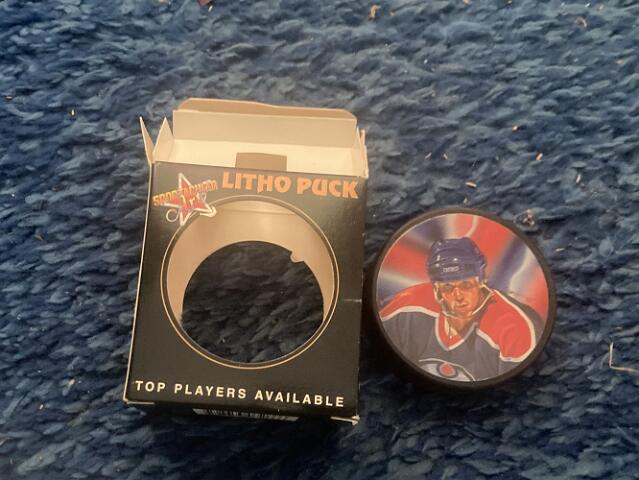 LITHO PUCK
TOP PLAYERS AVAILABLE